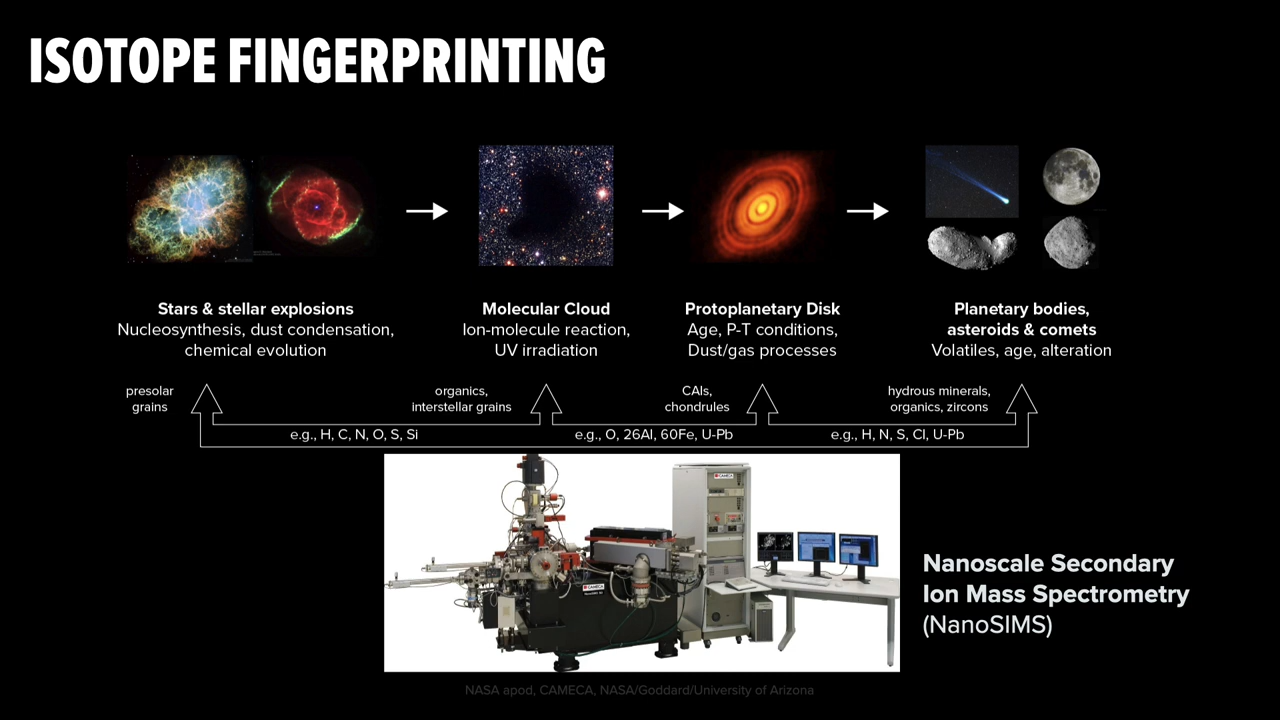 ISOTOPE FINGERPRINTING
Stars & stellar explosions
Nucleosynthesis, dust condensation,
chemical evolution
Molecular Cloud
Ion-molecule reaction,
UV irradiation
Protoplanetary Disk
Age, P-T conditions,
Dust/gas processes
Planetary bodies,
asteroids & comets
Volatiles, age, alteration
presolar
grains
organics,
interstellar grains
CAIs,
chondrules
hydrous minerals,
organics, zircons
e.g., H, C, N, O, S, Si
e.g., O, 26Al, 60Fe, U-Pb
e.g., H, N, S, Cl, U-Pb
CAMECA
CAMECA
Nanoscale Secondary
Ion Mass Spectrometry
(NanoSIMS)
NASA apod, CAMECA, NASA/Goddard/University of Arizona